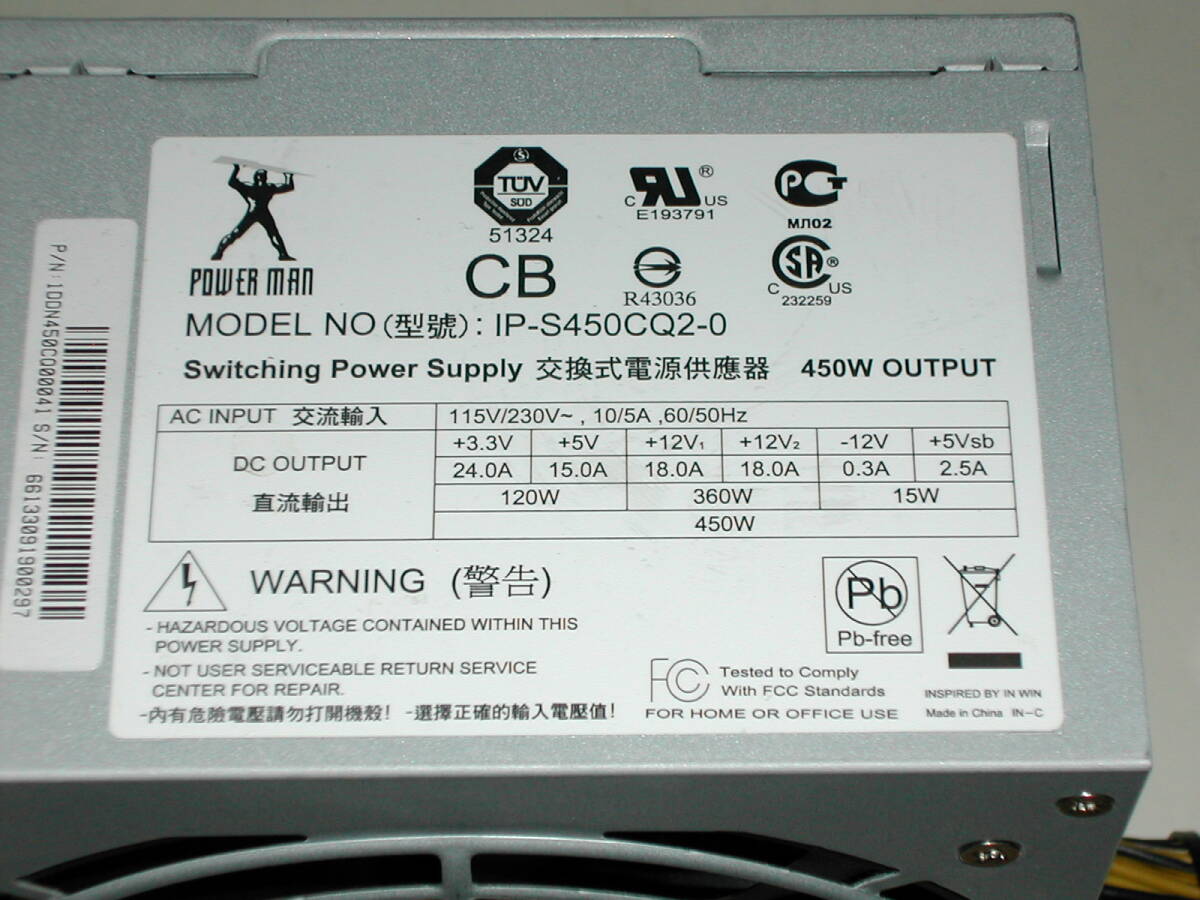 P/N:1DDN450CQ00041 S/N: 6613309190029​7
POWER MAN
TÜV
SÜD
51324
CB
C RU ® US
E193791
R43036
PCT
МЛ02
C SA ® US
232259
MODEL NO (型號): IP-S450CQ2-0
Switching Power Supply 交換式電源供應器 450W OUTPUT
AC INPUT 交流輸入 115V/230V~ , 10/5A ,60/50Hz
DC OUTPUT
直流輸出
+3.3V +5V +12V₁ +12V₂ -12V +5Vsb
24.0A 15.0A 18.0A 18.0A 0.3A 2.5A
120W 360W 15W
450W
WARNING (警告)
- HAZARDOUS VOLTAGE CONTAINED WITHIN THIS
POWER SUPPLY.
- NOT USER SERVICEABLE RETURN SERVICE
CENTER FOR REPAIR.
-內有危險電壓請勿打開機殼! -選擇正確的輸入電壓值!
Pb
Pb-free
FC Tested to Comply
With FCC Standards
FOR HOME OR OFFICE USE
INSPIRED BY IN WIN
Made in China IN-C